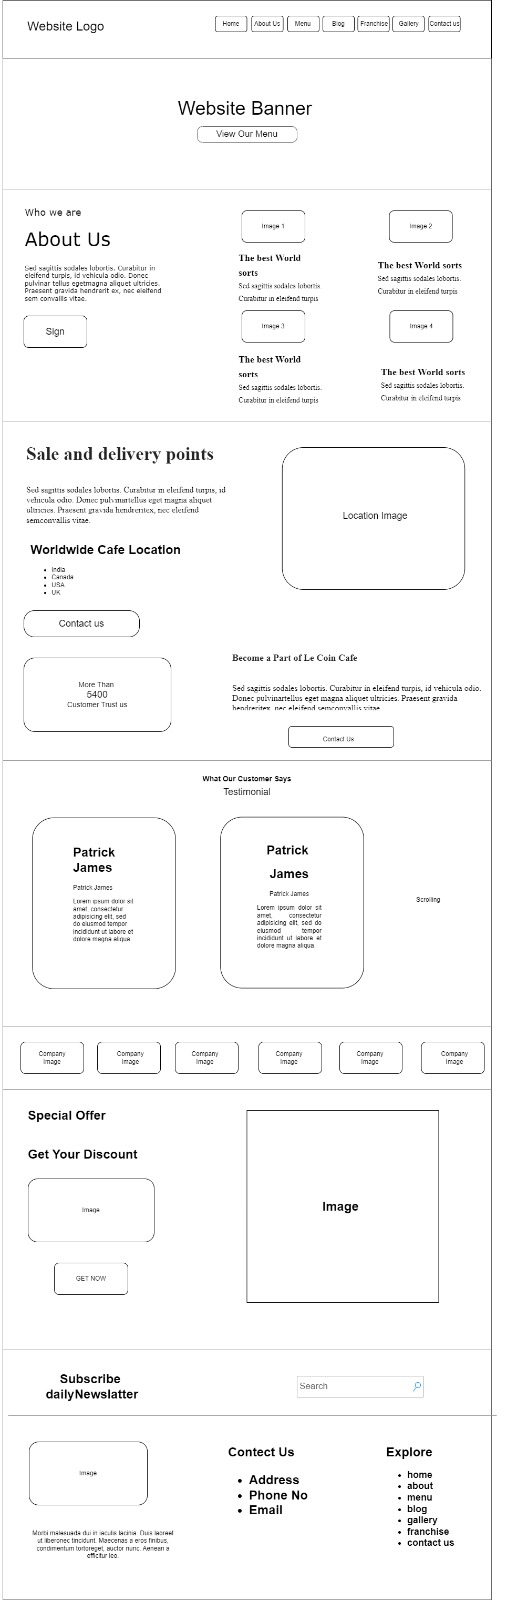 Website Logo
Home
About Us
Menu
Blog
Franchise
Gallery
Contact us
Website Banner
View Our Menu
Who we are
About Us
Sed sagittis sodales lobortis. Curabitur in
eleifend turpis, id vehicula odio. Donec
pulvinar tellus egetmagna aliquet ultricies.
Praesent gravida hendrerit ex, nec eleifend
sem convallis vitae.
Sign
Image 1
The best World
sorts
Sed sagittis sodales lobortis.
Curabitur in eleifend turpis
Image 2
The best World sorts
Sed sagittis sodales lobortis.
Curabitur in eleifend turpis
Image 3
The best World
sorts
Sed sagittis sodales lobortis.
Curabitur in eleifend turpis
Image 4
The best World sorts
Sed sagittis sodales lobortis.
Curabitur in eleifend turpis
Sale and delivery points
Sed sagittis sodales lobortis. Curabitur in eleifend turpis, id
vehicula odio. Donec pulvinartellus eget magna aliquet
ultricies. Praesent gravida hendreritex, nec eleifend
semconvallis vitae.
Location Image
Worldwide Cafe Location
India
Canada
USA
UK
Contact us
More Than
5400
Customer Trust us
Become a Part of Le Coin Cafe
Sed sagittis sodales lobortis. Curabitur in eleifend turpis, id vehicula odio.
Donec pulvinartellus eget magna aliquet ultricies. Praesent gravida
hendreritex, nec eleifend semconvallis vitae.
Contact Us
What Our Customer Says
Testimonial
Patrick
James
Patrick James
Lorem ipsum dolor sit
amet, consectetur
adipisicing elit, sed
do eiusmod tempor
incididunt ut labore et
dolore magna aliqua.
Patrick
James
Patrick James
Lorem ipsum dolor sit
amet, consectetur
adipisicing elit, sed do
eiusmod tempor
incididunt ut labore et
dolore magna aliqua.
Scrolling
Company
Image
Company
Image
Company
Image
Company
Image
Company
Image
Company
Image
Special Offer
Get Your Discount
Image
GET NOW
Image
Subscribe
dailyNewslatter
Search
Image
Morbi malesuada dui in iaculis lacinia. Duis laoreet
ut liberonec tincidunt. Maecenas a eros finibus,
condimentum tortoreget, auctor nunc. Aenean a
efficitur leo.
Contect Us
Address
Phone No
Email
Explore
home
about
menu
blog
gallery
franchise
contact us